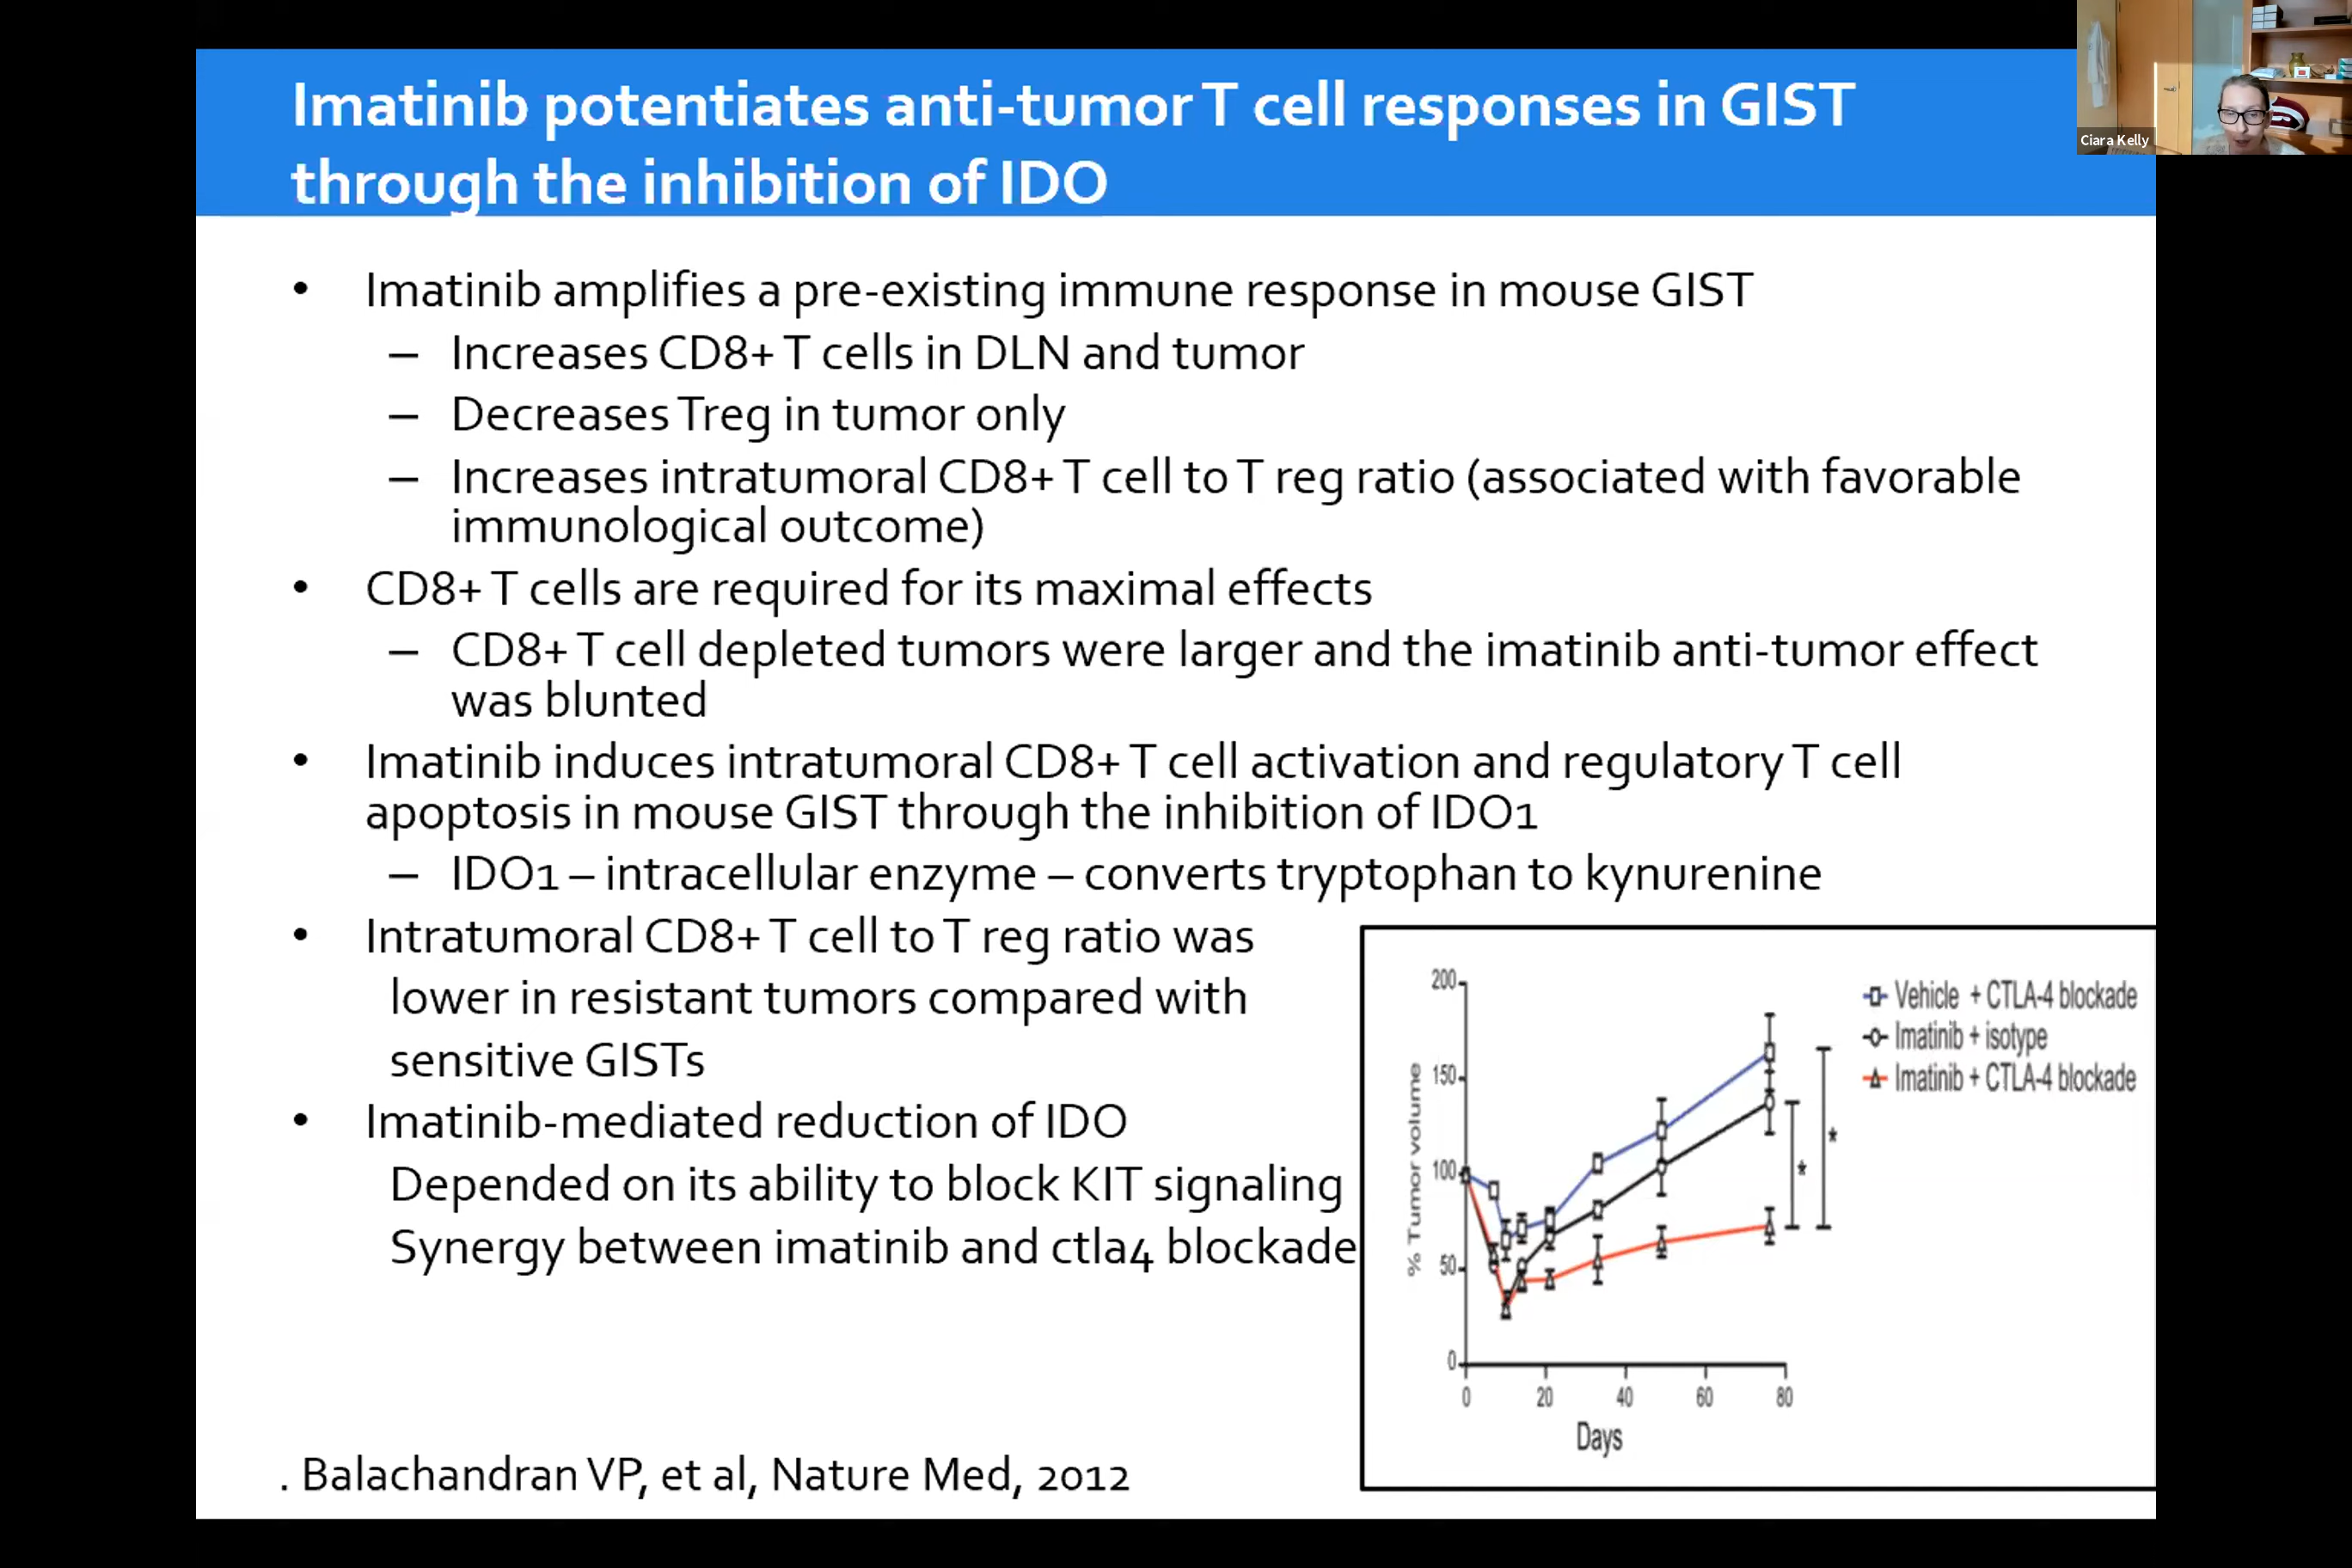 Imatinib potentiates anti-tumor T cell responses in GIST
through the inhibition of IDO
Ciara Kelly
• Imatinib amplifies a pre-existing immune response in mouse GIST
– Increases CD8+ T cells in DLN and tumor
– Decreases Treg in tumor only
– Increases intratumoral CD8+ T cell to T reg ratio (associated with favorable
immunological outcome)
• CD8+ T cells are required for its maximal effects
– CD8+ T cell depleted tumors were larger and the imatinib anti-tumor effect
was blunted
• Imatinib induces intratumoral CD8+ T cell activation and regulatory T cell
apoptosis in mouse GIST through the inhibition of IDO1
– IDO1 – intracellular enzyme – converts tryptophan to kynurenine
• Intratumoral CD8+ T cell to T reg ratio was
lower in resistant tumors compared with
sensitive GISTs
• Imatinib-mediated reduction of IDO
Depended on its ability to block KIT signaling
Synergy between imatinib and ctla4 blockade
% Tumor volume
200
150
100
50
0
0 20 40 60 80
Days
Vehicle + CTLA-4 blockade
Imatinib + isotype
Imatinib + CTLA-4 blockade
*
*
. Balachandran VP, et al, Nature Med, 2012